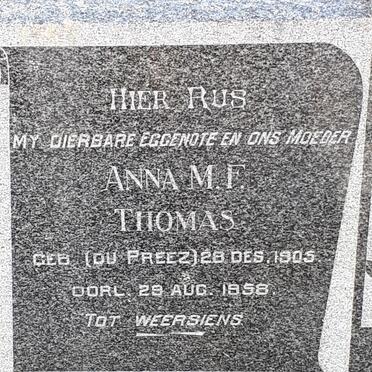 HIER RUS
MY DIERBARE EGGENOTE EN ONS MOEDER
ANNA M. F.
THOMAS
GEB. (DU PREEZ) 28 DES. 1905
OORL. 29 AUG. 1958.
TOT WEERSIENS